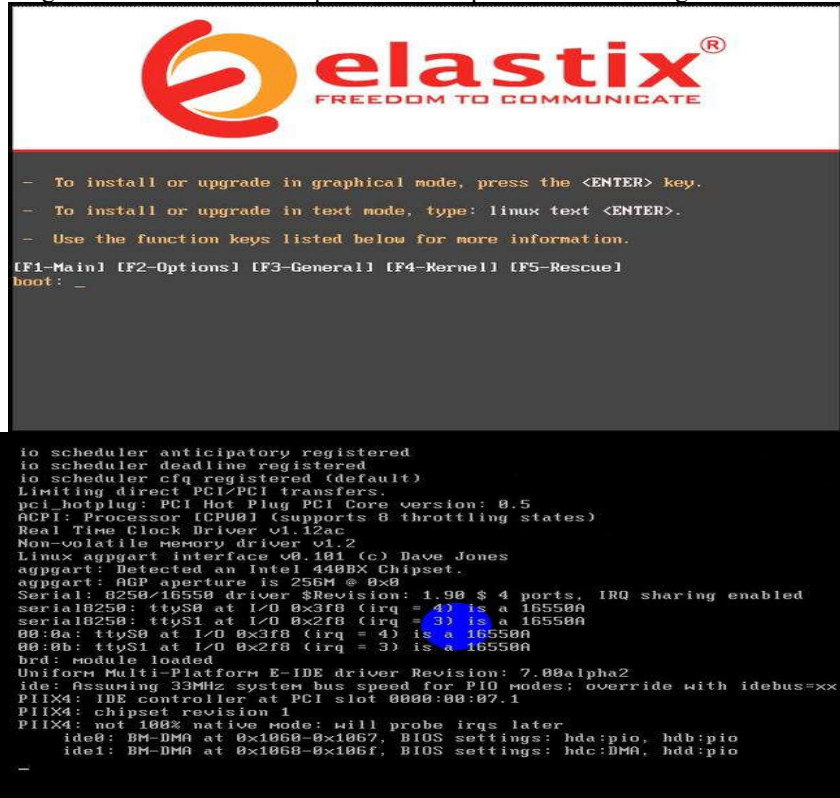 elastix®
FREEDOM TO COMMUNICATE
- To install or upgrade in graphical mode, press the <ENTER> key.
- To install or upgrade in text mode, type: linux text <ENTER>.
- Use the function keys listed below for more information.
[F1-Main] [F2-Options] [F3-General] [F4-Kernel] [F5-Rescue]
boot: _
io scheduler anticipatory registered
io scheduler deadline registered
io scheduler cfq registered (default)
Limiting direct PCI/PCI transfers.
pci_hotplug: PCI Hot Plug PCI Core version: 0.5
ACPI: Processor [CPU0] (supports 8 throttling states)
Real Time Clock Driver v1.12ac
Non-volatile memory driver v1.2
Linux agpgart interface v0.101 (c) Dave Jones
agpgart: Detected an Intel 440BX Chipset.
agpgart: AGP aperture is 256M @ 0x0
Serial: 8250/16550 driver $Revision: 1.90 $ 4 ports, IRQ sharing enabled
serial8250: ttyS0 at I/O 0x3f8 (irq = 4) is a 16550A
serial8250: ttyS1 at I/O 0x2f8 (irq = 3) is a 16550A
00:0a: ttyS0 at I/O 0x3f8 (irq = 4) is a 16550A
00:0b: ttyS1 at I/O 0x2f8 (irq = 3) is a 16550A
brd: module loaded
Uniform Multi-Platform E-IDE driver Revision: 7.00alpha2
ide: Assuming 33MHz system bus speed for PIO modes; override with idebus=xx
PIIX4: IDE controller at PCI slot 0000:00:07.1
PIIX4: chipset revision 1
PIIX4: not 100% native mode: will probe irqs later
ide0: BM-DMA at 0x1060-0x1067, BIOS settings: hda:pio, hdb:pio
ide1: BM-DMA at 0x1068-0x106f, BIOS settings: hdc:DMA, hdd:pio
_